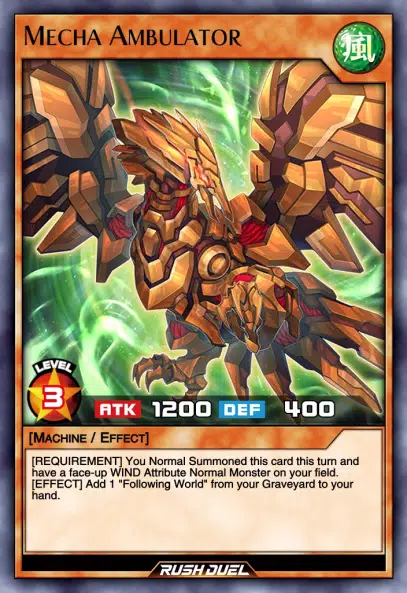 MECHA AMBULATOR
風
LEVEL
3
ATK 1200 DEF 400
[MACHINE / EFFECT]
[REQUIREMENT] You Normal Summoned this card this turn and
have a face-up WIND Attribute Normal Monster on your field.
[EFFECT] Add 1 "Following World" from your Graveyard to your
hand.
RUSH DUEL